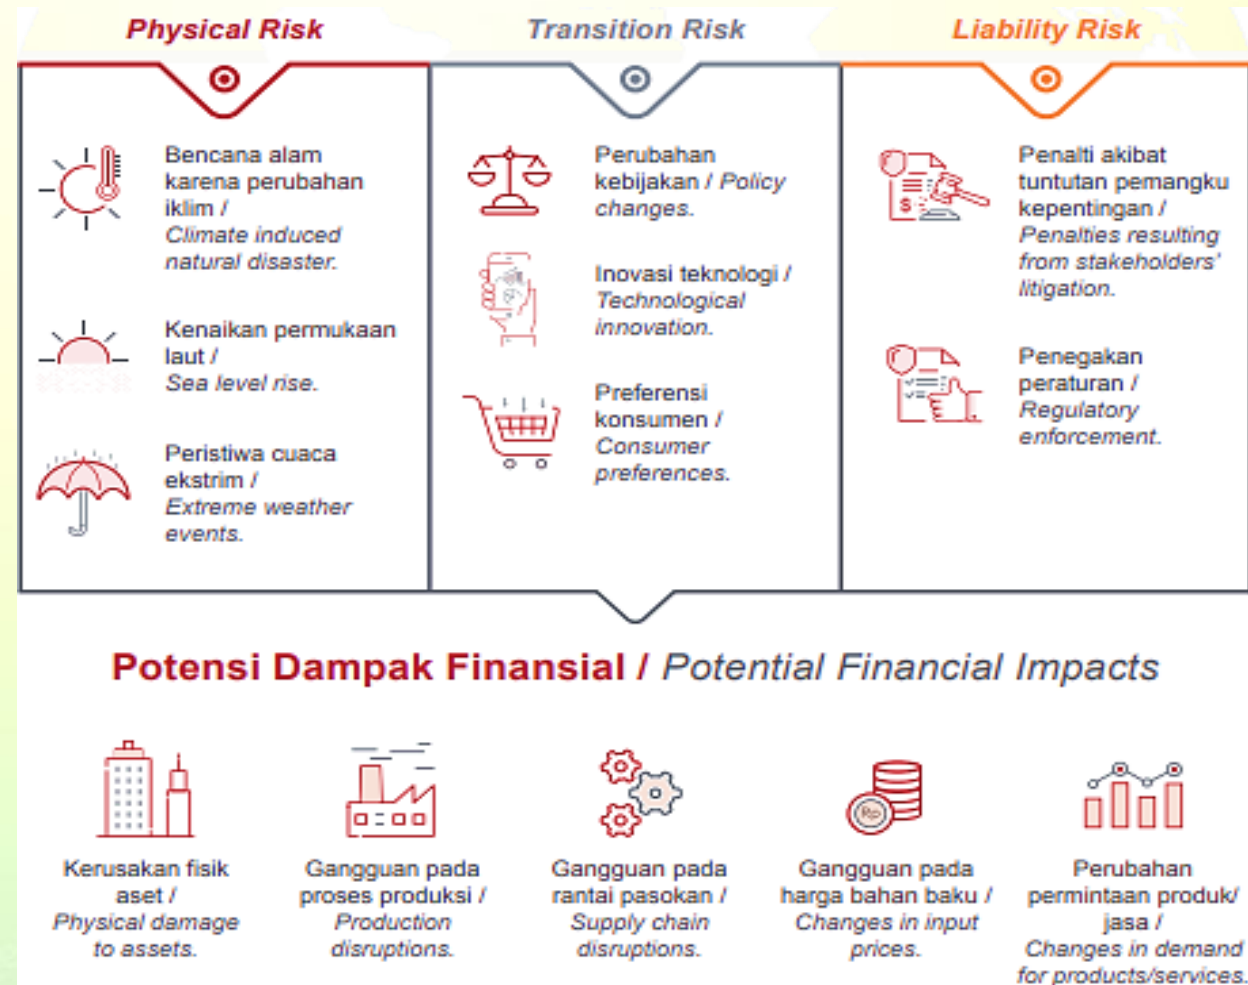 Physical Risk
Transition Risk
Liability Risk
Bencana alam
karena perubahan
iklim /
Climate induced
natural disaster.
Kenaikan permukaan
laut /
Sea level rise.
Peristiwa cuaca
ekstrim /
Extreme weather
events.
Perubahan
kebijakan / Policy
changes.
Inovasi teknologi /
Technological
innovation.
Preferensi
konsumen /
Consumer
preferences.
Penalti akibat
tuntutan pemangku
kepentingan /
Penalties resulting
from stakeholders'
litigation.
Penegakan
peraturan /
Regulatory
enforcement.
$
Potensi Dampak Finansial / Potential Financial Impacts
Rp
Kerusakan fisik
aset /
Physical damage
to assets.
Gangguan pada
proses produksi /
Production
disruptions.
Gangguan pada
rantai pasokan /
Supply chain
disruptions.
Gangguan pada
harga bahan baku /
Changes in input
prices.
Perubahan
permintaan produk/
jasa /
Changes in demand
for products/services.